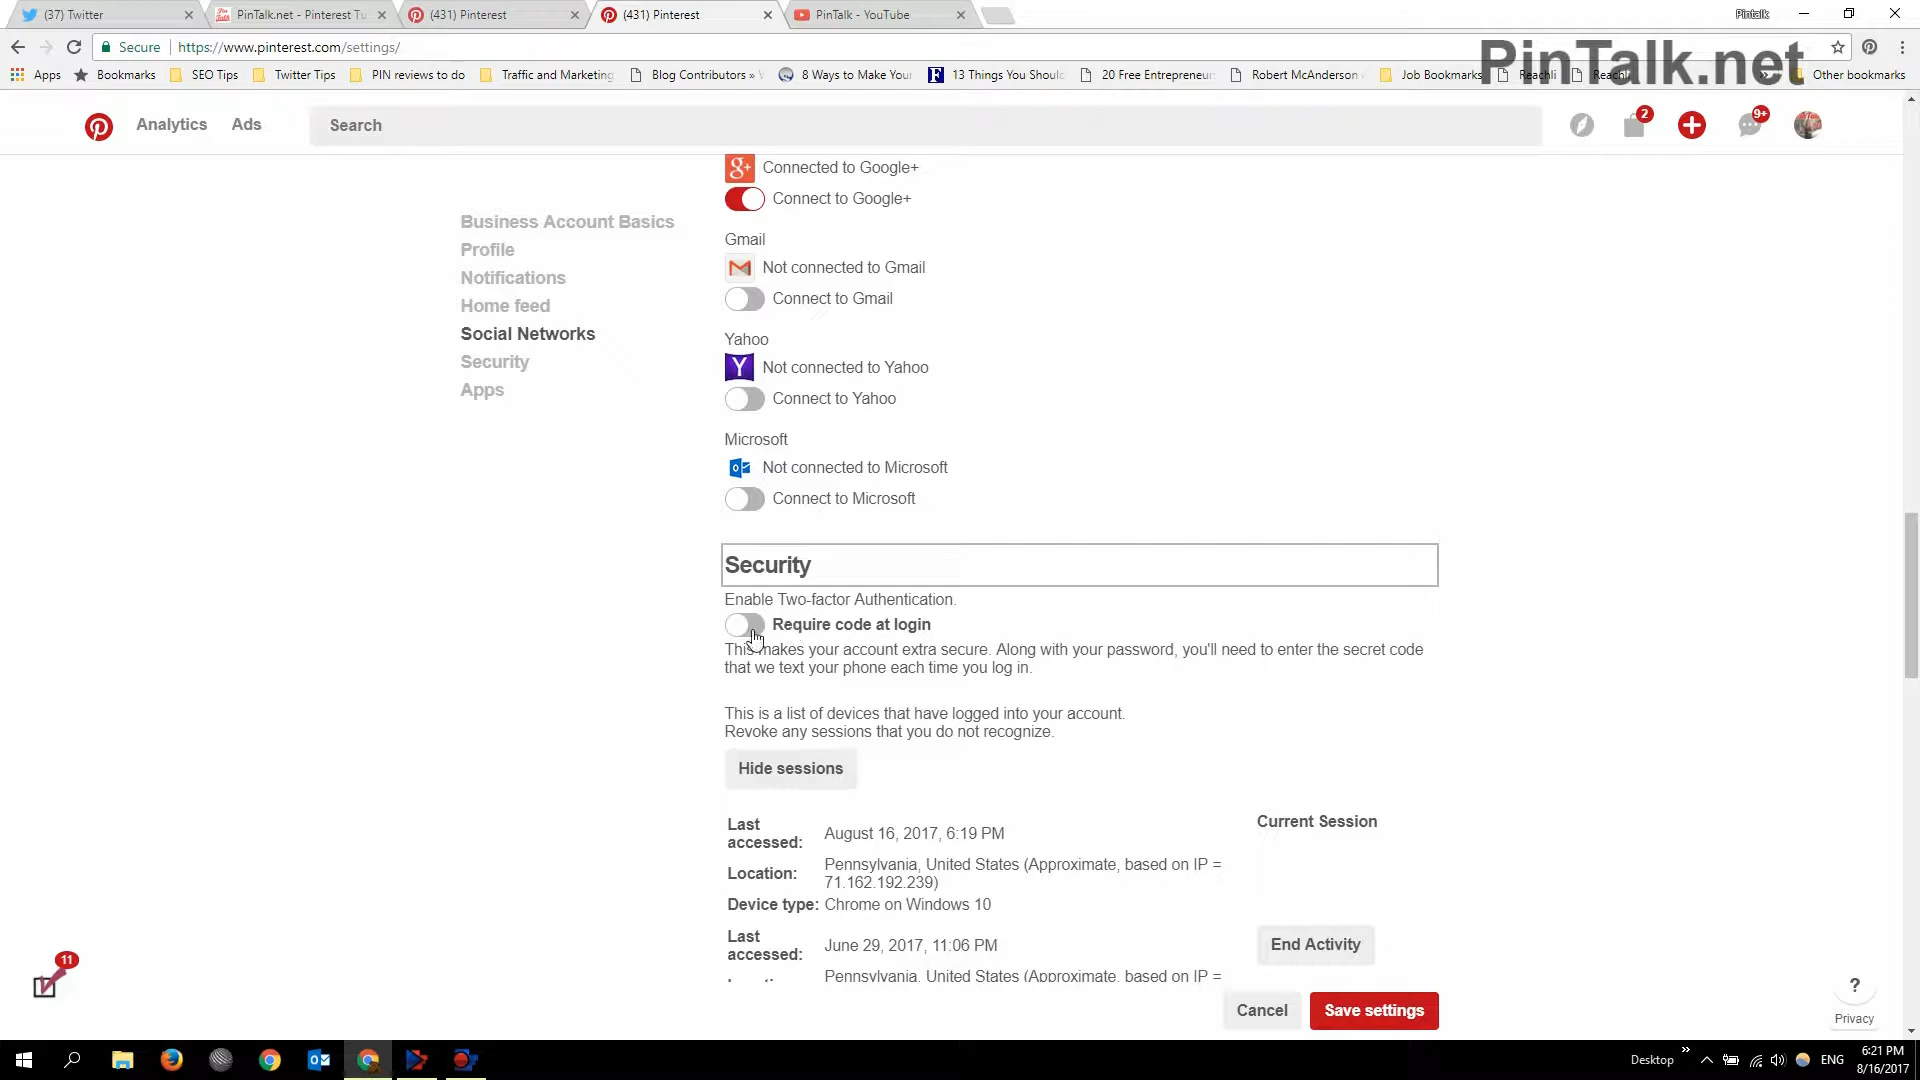 (37) Twitter
PinTalk.net - Pinterest Tu
(431) Pinterest
(431) Pinterest
PinTalk - YouTube
Pintalk
Secure
https://www.pinterest.com/settings/
PinTalk.net
Apps
Bookmarks
SEO Tips
Twitter Tips
PIN reviews to do
Traffic and Marketing
Blog Contributors »
8 Ways to Make Your
13 Things You Should
20 Free Entrepreneur
Robert McAnderson
Job Bookmarks
Reachli
Reachli
Other bookmarks
Analytics
Ads
Search
2
9+
Connected to Google+
Connect to Google+
Business Account Basics
Profile
Notifications
Home feed
Social Networks
Security
Apps
Gmail
Not connected to Gmail
Connect to Gmail
Yahoo
Not connected to Yahoo
Connect to Yahoo
Microsoft
Not connected to Microsoft
Connect to Microsoft
Security
Enable Two-factor Authentication.
Require code at login
This makes your account extra secure. Along with your password, you'll need to enter the secret code
that we text your phone each time you log in.
This is a list of devices that have logged into your account.
Revoke any sessions that you do not recognize.
Hide sessions
Last accessed: August 16, 2017, 6:19 PM
Current Session
Location: Pennsylvania, United States (Approximate, based on IP =
71.162.192.239)
Device type: Chrome on Windows 10
Last accessed: June 29, 2017, 11:06 PM
End Activity
Pennsylvania, United States (Approximate, based on IP =
11
Cancel
Save settings
?
Privacy
Desktop
ENG
6:21 PM
8/16/2017